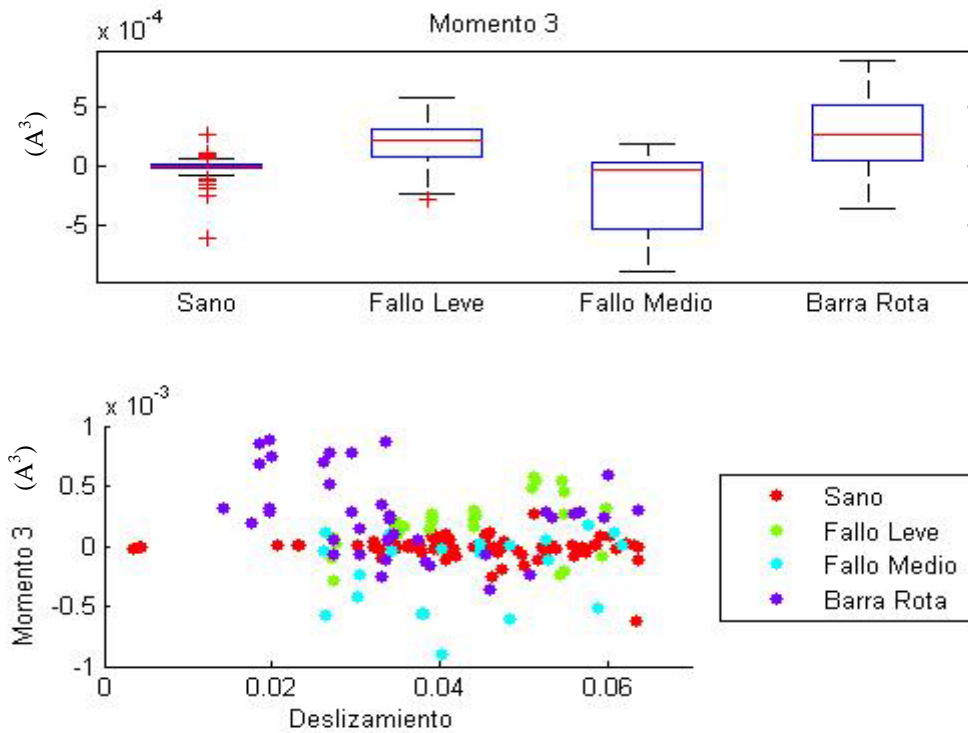 x 10⁻⁴
Momento 3
(A³)
5
0
-5
Sano
Fallo Leve
Fallo Medio
Barra Rota
x 10⁻³
Momento 3 (A³)
1
0.5
0
-0.5
-1
0
0.02
0.04
0.06
Deslizamiento
Sano
Fallo Leve
Fallo Medio
Barra Rota